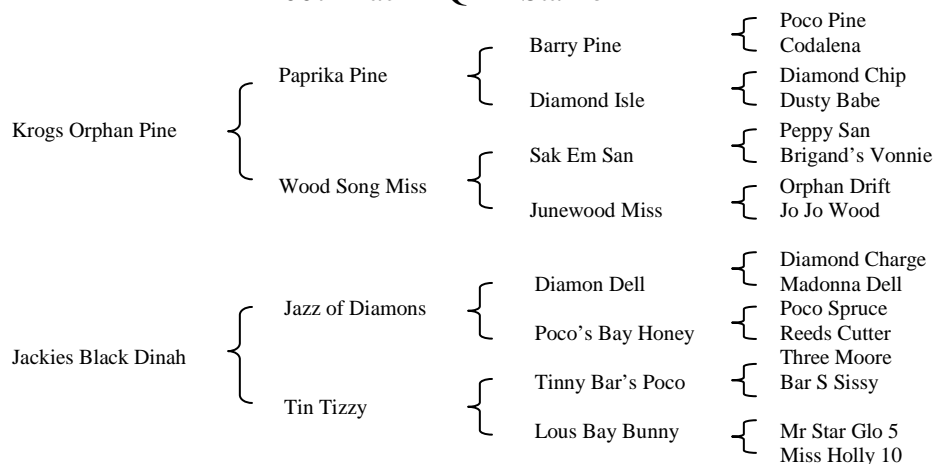 Poco Pine
Barry Pine
Codalena
Paprika Pine
Diamond Chip
Diamond Isle
Dusty Babe
Krogs Orphan Pine
Peppy San
Sak Em San
Brigand's Vonnie
Wood Song Miss
Orphan Drift
Junewood Miss
Jo Jo Wood
Diamond Charge
Diamon Dell
Madonna Dell
Jazz of Diamons
Poco Spruce
Poco's Bay Honey
Reeds Cutter
Jackies Black Dinah
Three Moore
Tinny Bar's Poco
Bar S Sissy
Tin Tizzy
Lous Bay Bunny
Mr Star Glo 5
Miss Holly 10